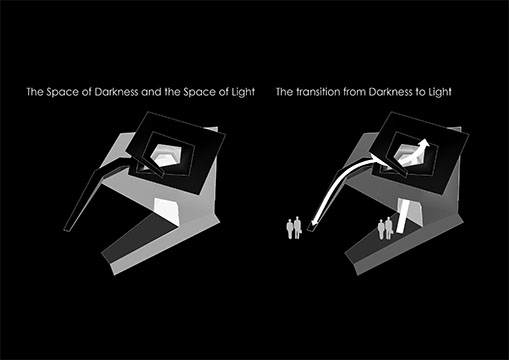 The Space of Darkness and the Space of Light
The transition from Darkness to Light